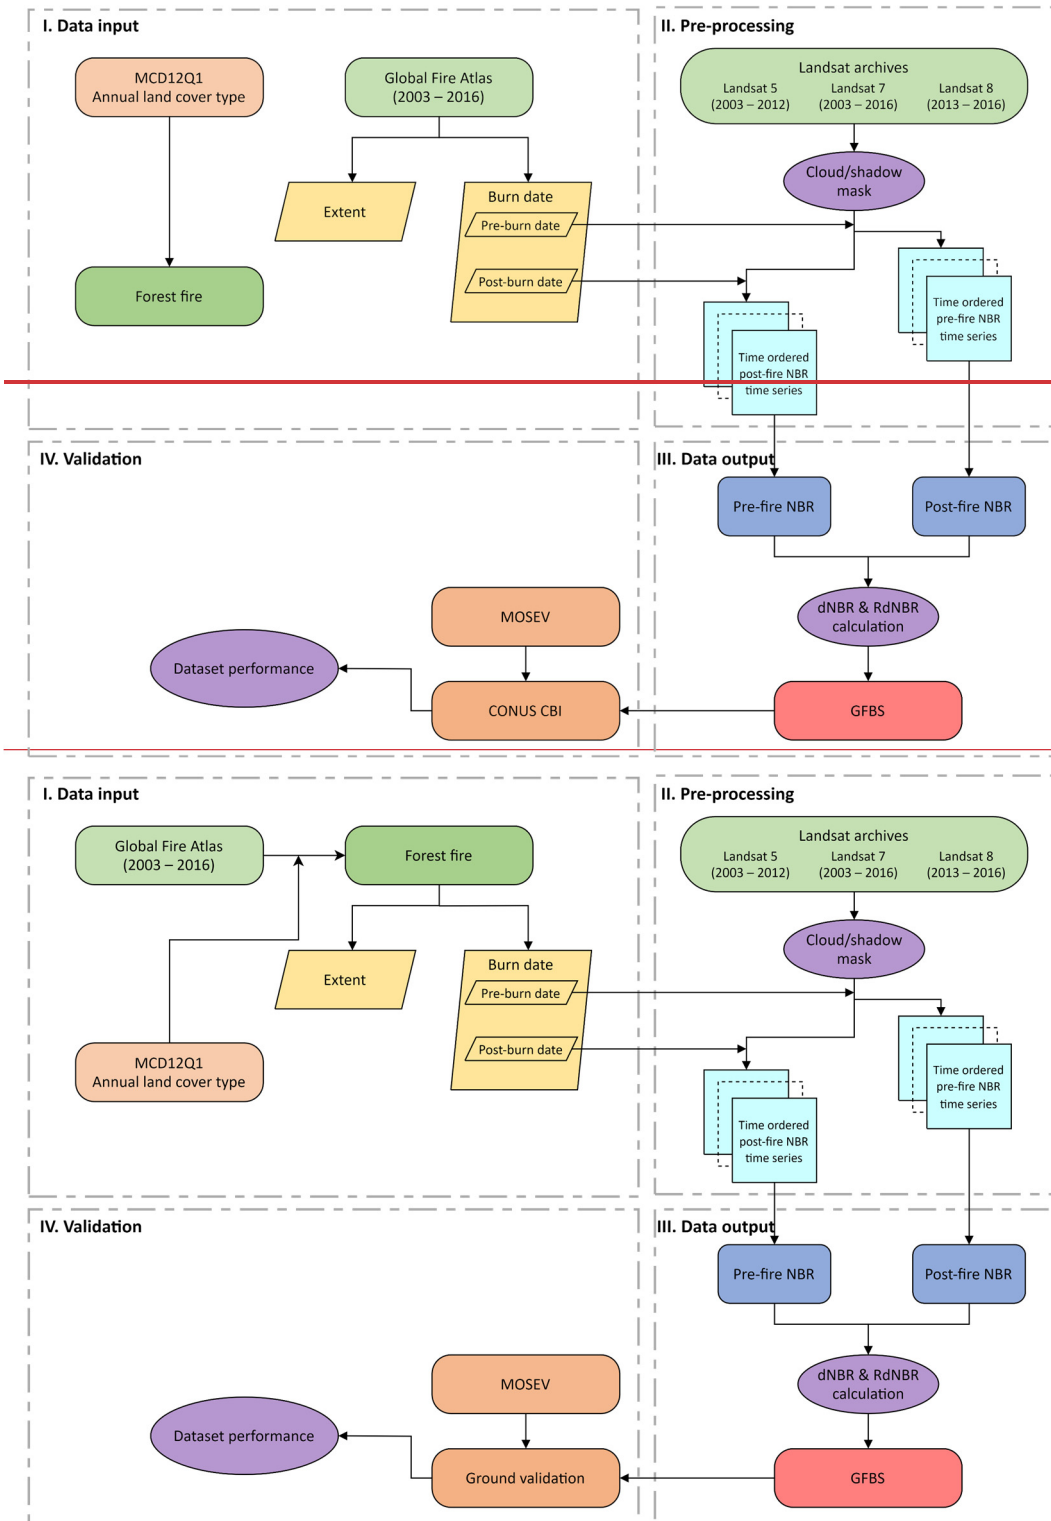 I. Data input
MCD12Q1
Annual land cover type
Global Fire Atlas
(2003 – 2016)
Extent
Burn date
Pre-burn date
Post-burn date
Forest fire
II. Pre-processing
Landsat archives
Landsat 5
(2003 – 2012)
Landsat 7
(2003 – 2016)
Landsat 8
(2013 – 2016)
Cloud/shadow
mask
Time ordered
pre-fire NBR
time series
Time ordered
post-fire NBR
time series
IV. Validation
MOSEV
Dataset performance
CONUS CBI
III. Data output
Pre-fire NBR
Post-fire NBR
dNBR & RdNBR
calculation
GFBS
I. Data input
Global Fire Atlas
(2003 – 2016)
Forest fire
Extent
Burn date
Pre-burn date
Post-burn date
MCD12Q1
Annual land cover type
II. Pre-processing
Landsat archives
Landsat 5
(2003 – 2012)
Landsat 7
(2003 – 2016)
Landsat 8
(2013 – 2016)
Cloud/shadow
mask
Time ordered
pre-fire NBR
time series
Time ordered
post-fire NBR
time series
IV. Validation
MOSEV
Dataset performance
Ground validation
III. Data output
Pre-fire NBR
Post-fire NBR
dNBR & RdNBR
calculation
GFBS